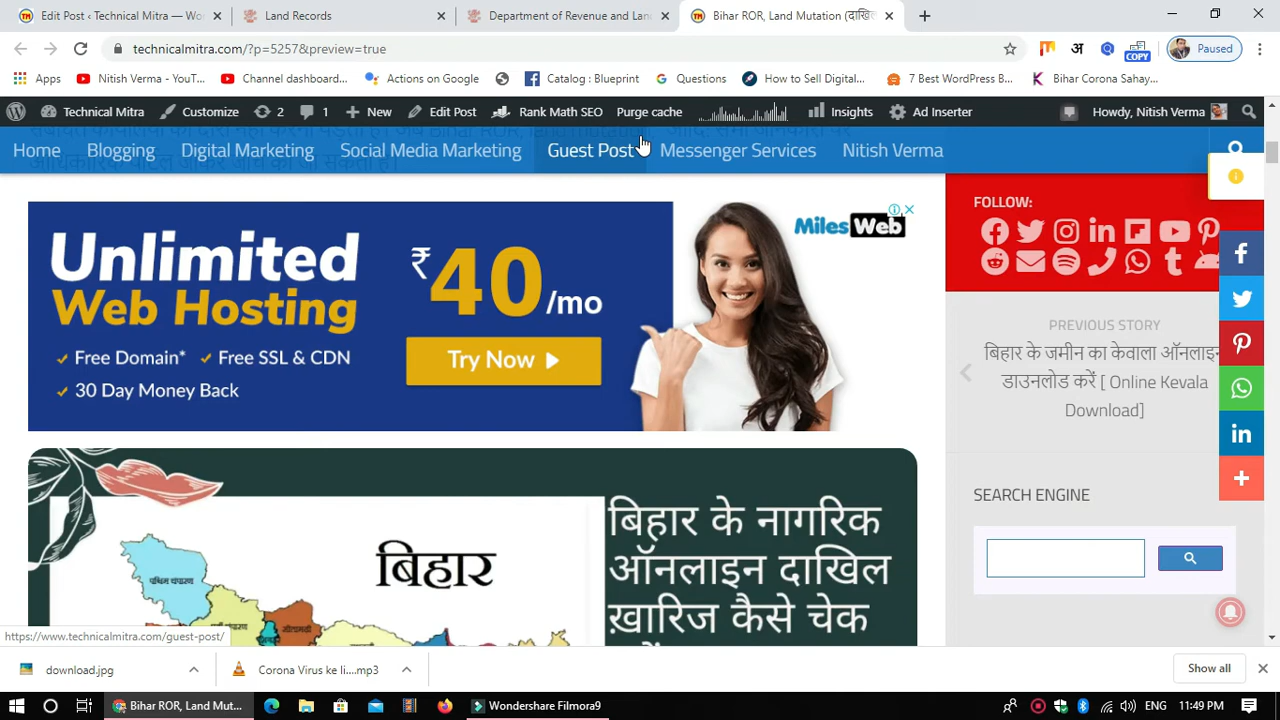 Edit Post ‹ Technical Mitra — Wo
Land Records
Department of Revenue and Land
Bihar ROR, Land Mutation (दाखिल
technicalmitra.com/?p=5257&preview=true
COPY
Paused
Apps
Nitish Verma - YouT...
Channel dashboard...
Actions on Google
Catalog : Blueprint
Questions
How to Sell Digital...
7 Best WordPress B...
Bihar Corona Sahay...
Technical Mitra
Customize
2
1
New
Edit Post
Rank Math SEO
Purge cache
Insights
Ad Inserter
Howdy, Nitish Verma
Home
Blogging
Digital Marketing
Social Media Marketing
Guest Post
Messenger Services
Nitish Verma
Unlimited
Web Hosting
₹40/mo
Free Domain*
Free SSL & CDN
30 Day Money Back
Try Now
MilesWeb
FOLLOW:
PREVIOUS STORY
बिहार के जमीन का केवाला ऑनलाइन
डाउनलोड करें [ Online Kevala
Download]
SEARCH ENGINE
बिहार
पश्चिम चंपारण
बिहार के नागरिक
ऑनलाइन दाखिल
ख़ारिज कैसे चेक
https://www.technicalmitra.com/guest-post/
download.jpg
Corona Virus ke li....mp3
Show all
Bihar ROR, Land Mut...
Wondershare Filmora9
ENG
11:49 PM